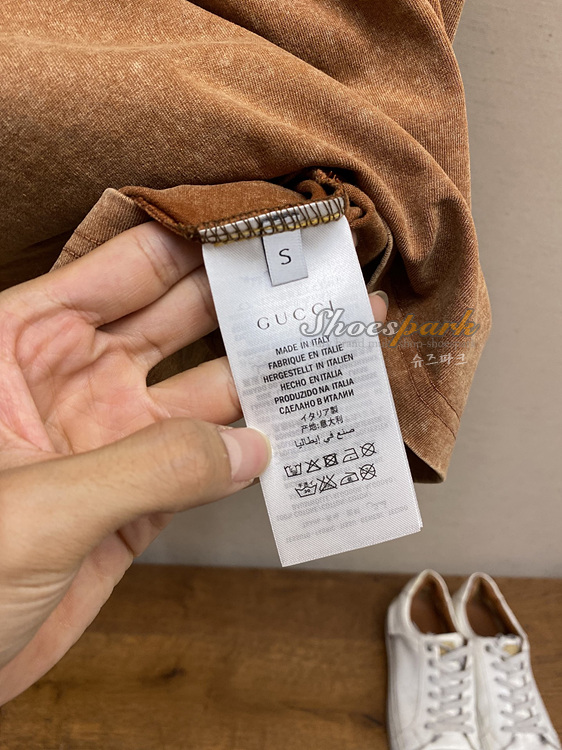 S
GUCCI
Shoespark
슈즈파크
MADE IN ITALY
FABRIQUE EN ITALIE
HERGESTELLT IN ITALIEN
HECHO EN ITALIA
PRODUZIDO NA ITALIA
СДЕЛАНО В ИТАЛИИ
イタリア製
产地:意大利
صنع في إيطاليا